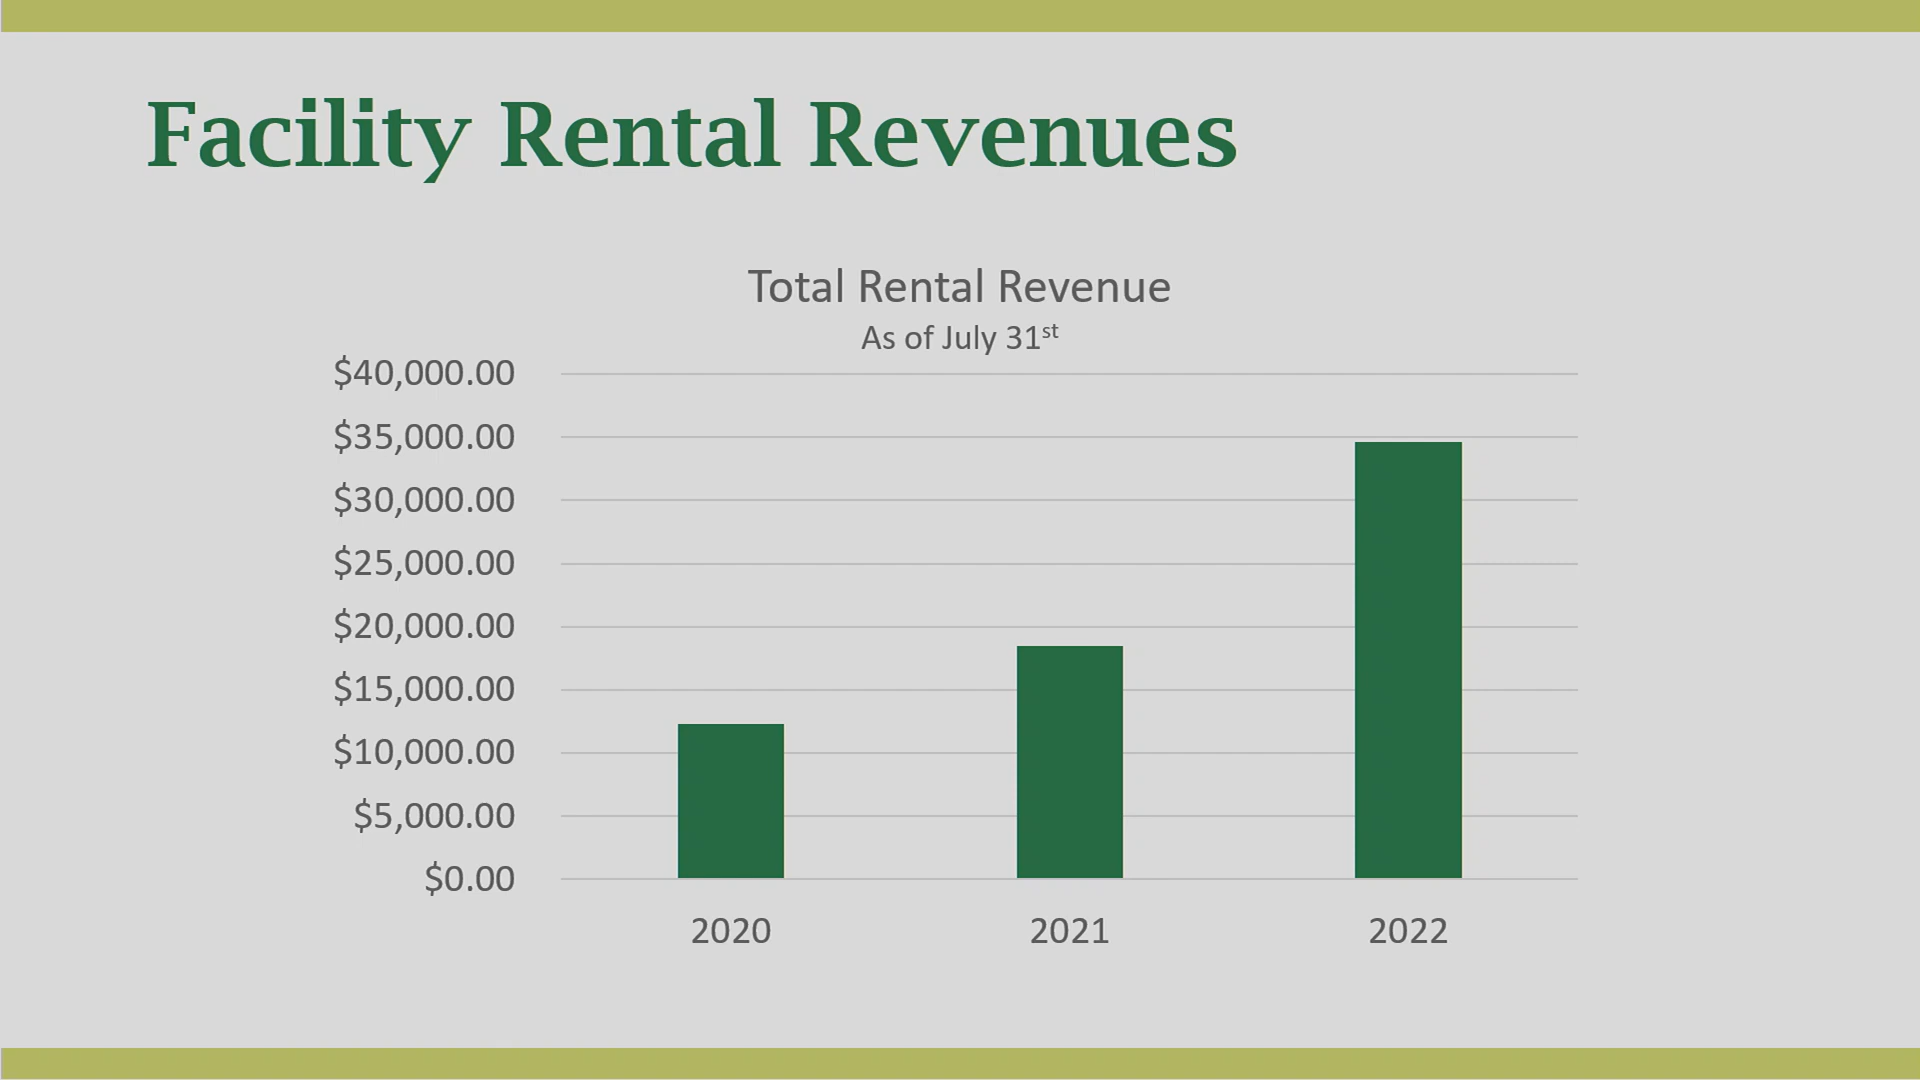 Facility Rental Revenues
Total Rental Revenue
As of July 31st
$40,000.00
$35,000.00
$30,000.00
$25,000.00
$20,000.00
$15,000.00
$10,000.00
$5,000.00
$0.00
2020 2021 2022